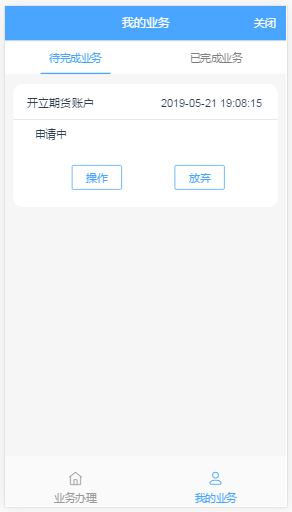 我的业务 关闭
待完成业务 已完成业务
开立期货账户 2019-05-21 19:08:15
申请中
操作 放弃
业务办理 我的业务